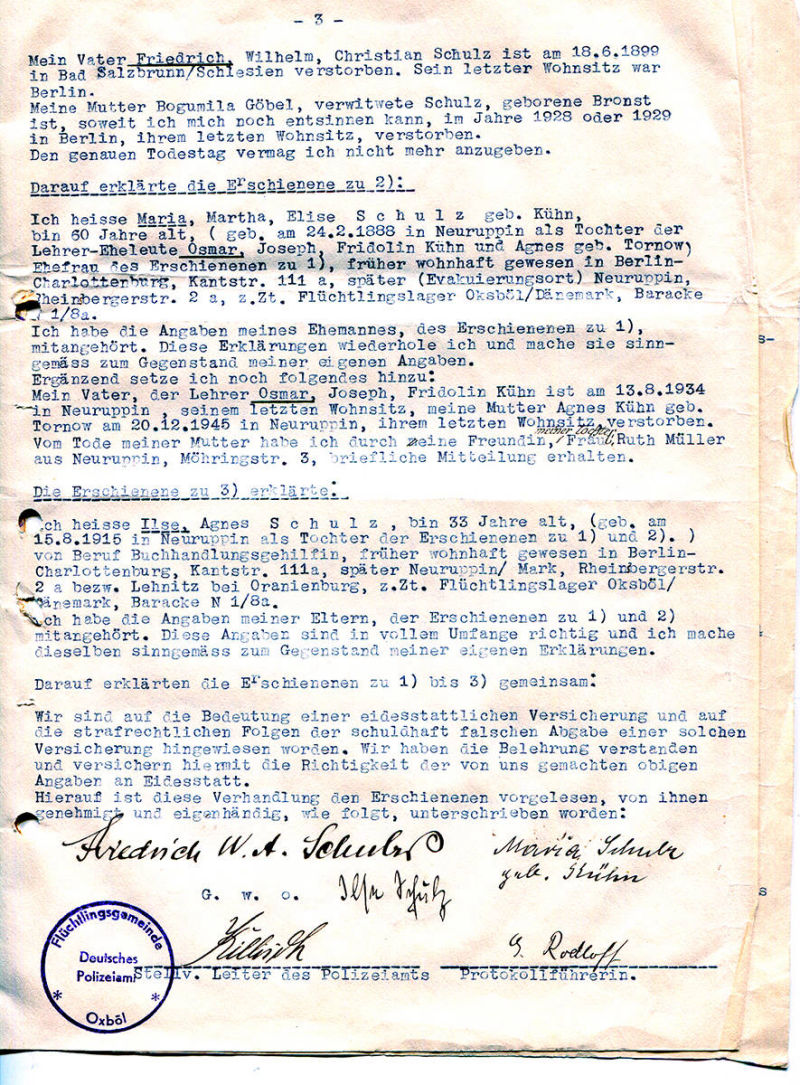 - 3 -
Mein Vater Friedrich, Wilhelm, Christian Schulz ist am 18.6.1899
in Bad Salzbrunn/Schlesien verstorben. Sein letzter Wohnsitz war
Berlin.
Meine Mutter Bogumila Göbel, verwitwete Schulz, geborene Bronst
ist, soweit ich mich noch entsinnen kann, im Jahre 1928 oder 1929
in Berlin, ihrem letzten Wohnsitz, verstorben.
Den genauen Todestag vermag ich nicht mehr anzugeben.
Darauf erklärte die Erschienene zu 2):
Ich heisse Maria, Martha, Elise S c h u l z geb. Kühn,
bin 60 Jahre alt, ( geb. am 24.2.1888 in Neuruppin als Tochter der
Lehrer-Eheleute Osmar, Joseph, Fridolin Kühn und Agnes geb. Tornow)
Ehefrau des Erschienenen zu 1), früher wohnhaft gewesen in Berlin-
Charlottenburg, Kantstr. 111 a, später (Evakuierungsort) Neuruppin,
Rheinsbergerstr. 2 a, z.Zt. Flüchtlingslager Oksböl/Dänemark, Baracke
1/8a.
Ich habe die Angaben meines Ehemannes, des Erschienenen zu 1),
mitangehört. Diese Erklärungen wiederhole ich und mache sie sinn-
gemäss zum Gegenstand meiner eigenen Angaben.
Ergänzend setze ich noch folgendes hinzu:
Mein Vater, der Lehrer Osmar, Joseph, Fridolin Kühn ist am 13.8.1934
in Neuruppin , seinem letzten Wohnsitz, meine Mutter Agnes Kühn geb.
Tornow am 20.12.1945 in Neuruppin, ihrem letzten Wohnsitz, verstorben.
meiner Tochter
Vom Tode meiner Mutter habe ich durch eine Freundin, Fräul. Ruth Müller
aus Neuruppin, Möhringstr. 3, briefliche Mitteilung erhalten.
Die Erschienene zu 3) erklärte:
Ich heisse Ilse, Agnes S c h u l z , bin 33 Jahre alt, (geb. am
15.8.1915 in Neuruppin als Tochter der Erschienenen zu 1) und 2). )
von Beruf Buchhandlungsgehilfin, früher wohnhaft gewesen in Berlin-
Charlottenburg, Kantstr. 111a, später Neuruppin/ Mark, Rheinsbergerstr.
2 a bezw. Lehnitz bei Oranienburg, z.Zt. Flüchtlingslager Oksböl/
Dänemark, Baracke N 1/8a.
Ich habe die Angaben meiner Eltern, der Erschienenen zu 1) und 2)
mitangehört. Diese Angaben sind in vollem Umfange richtig und ich mache
dieselben sinngemäss zum Gegenstand meiner eigenen Erklärungen.
Darauf erklärten die Erschienenen zu 1) bis 3) gemeinsam:
Wir sind auf die Bedeutung einer eidesstattlichen Versicherung und auf
die strafrechtlichen Folgen der schuldhaft falschen Abgabe einer solchen
Versicherung hingewiesen worden. Wir haben die Belehrung verstanden
und versichern hiermit die Richtigkeit der von uns gemachten obigen
Angaben an Eidesstatt.
Hierauf ist diese Verhandlung den Erschienenen vorgelesen, von ihnen
genehmigt und eigenhändig, wie folgt, unterschrieben worden:
Friedrich W. A. Schulz Maria Schulz
geb. Kühn
G. w. o. Ilse Schulz
G. Rodloff
Stellv. Leiter des Polizeiamts Protokollführerin.
Flüchtlingsgemeinde
Deutsches
Polizeiamt
* Oxböl *